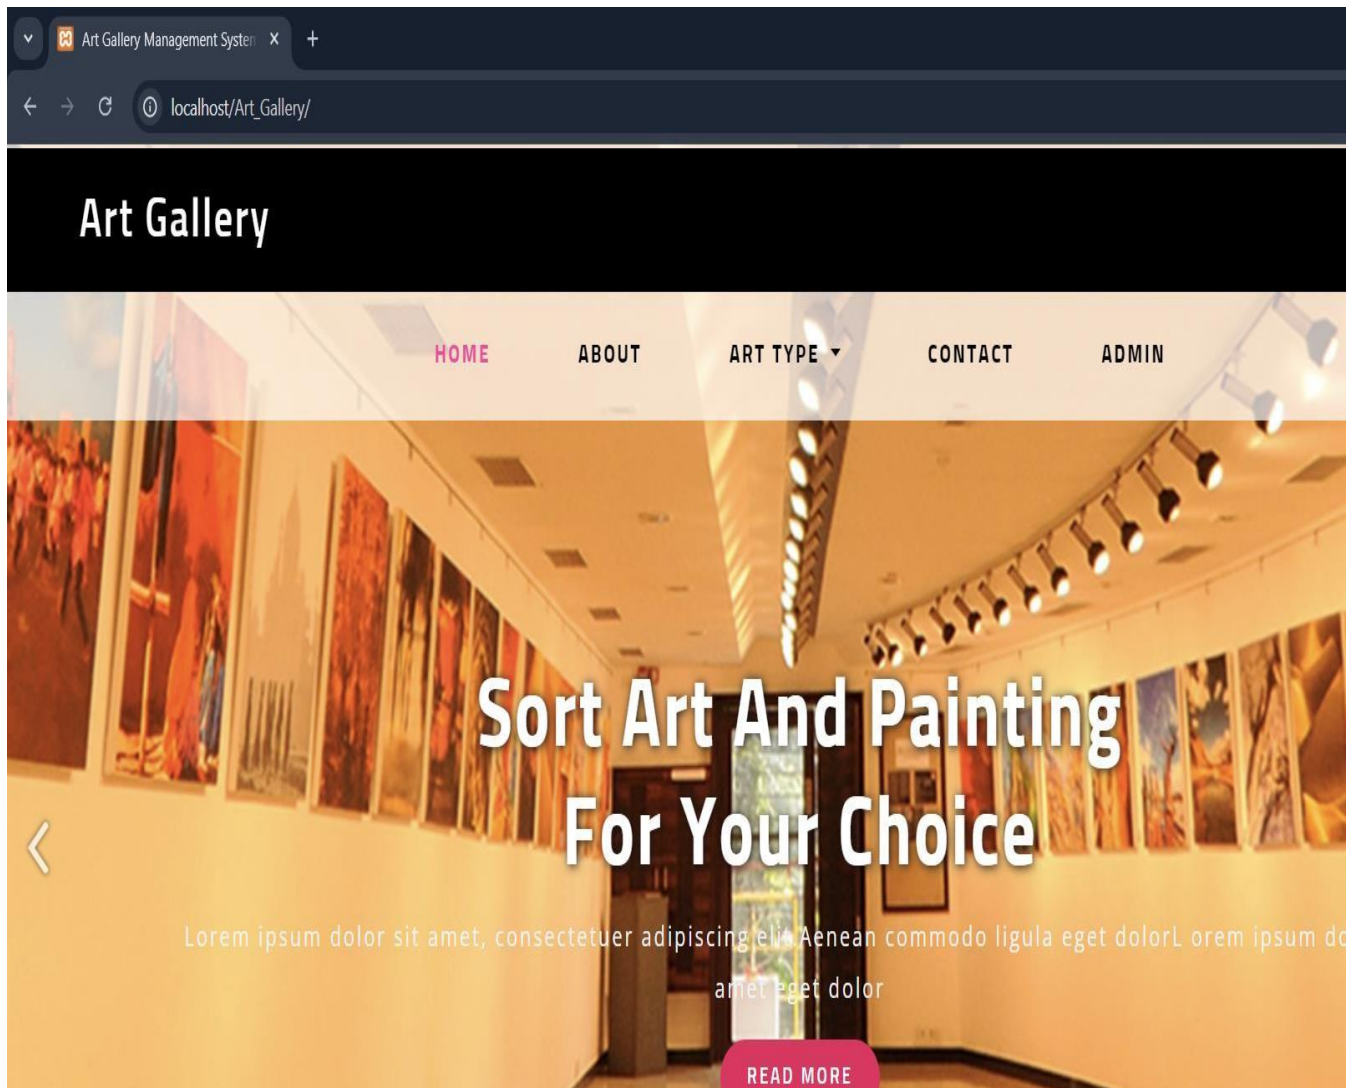 Art Gallery Management System
localhost/Art_Gallery/
Art Gallery
HOME ABOUT ART TYPE CONTACT ADMIN
Sort Art And Painting
For Your Choice
Lorem ipsum dolor sit amet, consectetuer adipiscing elit. Aenean commodo ligula eget dolorL orem ipsum
amet eget dolor
READ MORE